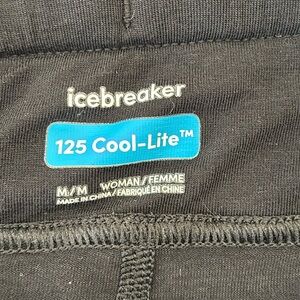 icebreaker
125 Cool-Lite™
M/M WOMAN/FEMME
MADE IN CHINA/FABRIQUÉ EN CHINE